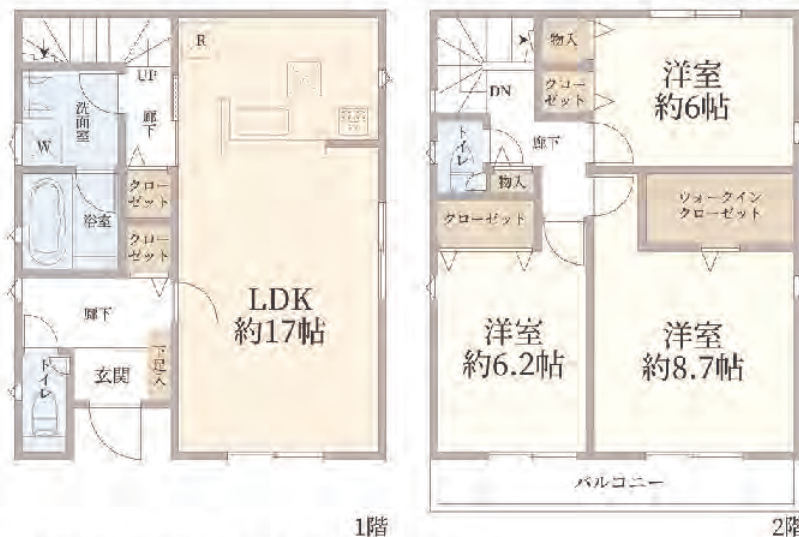 R
UP
廊下
洗面室
W
クロー
ゼット
浴室
クロー
ゼット
LDK
約17帖
廊下
下足入
玄関
トイレ
1階
物入
洋室
約6帖
クロー
ゼット
DN
トイレ
廊下
物入
ウォークイン
クローゼット
クローゼット
洋室
約6.2帖
洋室
約8.7帖
バルコニー
2階